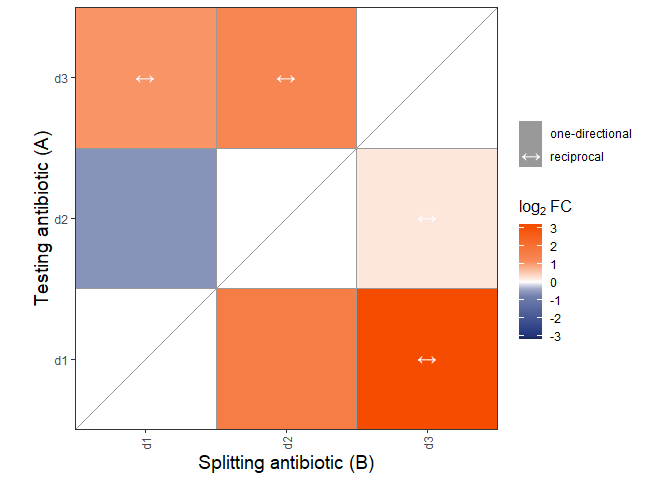 d3
d2
d1
Testing antibiotic (A)
d1
d2
d3
Splitting antibiotic (B)
one-directional
↔ reciprocal
log₂ FC
3
2
1
0
-1
-2
-3